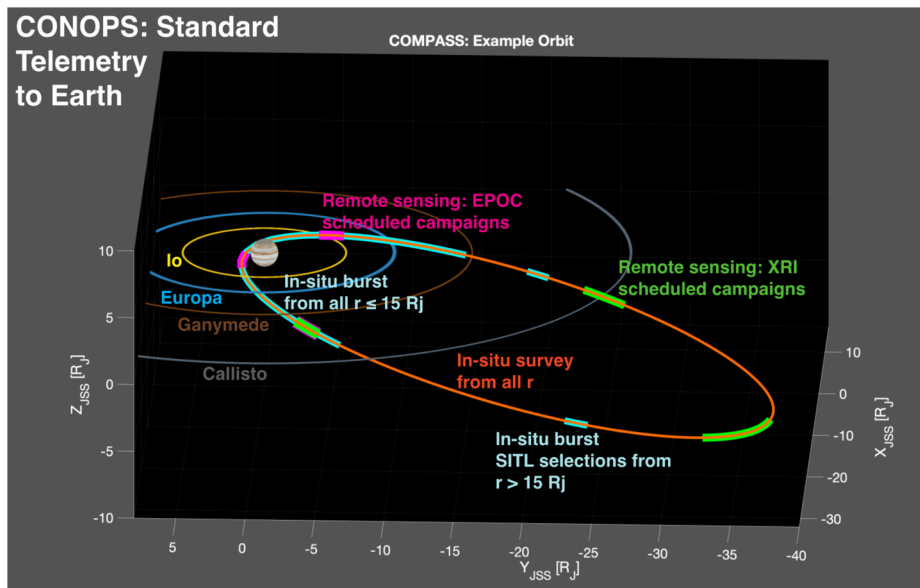 CONOPS: Standard
Telemetry
to Earth
COMPASS: Example Orbit
Remote sensing: EPOC
scheduled campaigns
Remote sensing: XRI
scheduled campaigns
Io
In-situ burst
from all r ≤ 15 Rj
Europa
Ganymede
Callisto
In-situ survey
from all r
In-situ burst
SITL selections from
r > 15 Rj
10
5
0
-5
-10
Z_JSS [R_J]
5
0
-5
-10
-15
-20
-25
-30
-35
-40
Y_JSS [R_J]
10
0
-10
-20
-30
X_JSS [R_J]